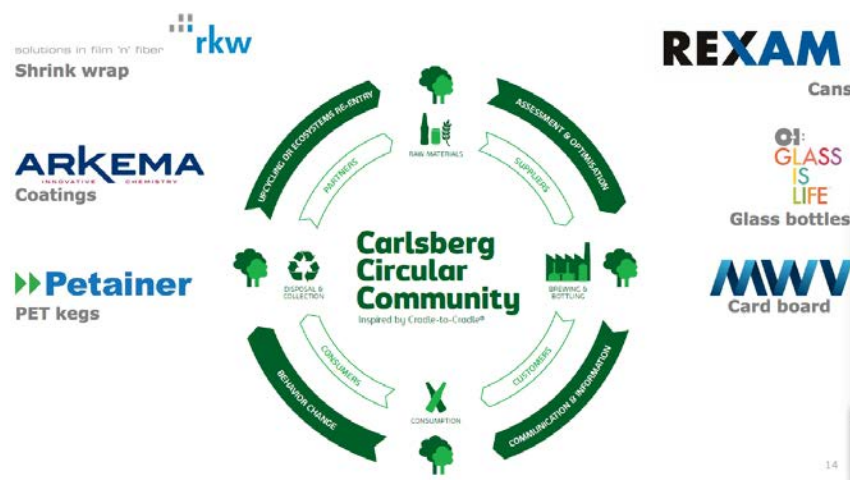 solutions in film 'n' fiber
rkw
Shrink wrap
REXAM
Cans
ARKEMA
INNOVATIVE CHEMISTRY
Coatings
GLASS
IS
LIFE
Glass bottles
Petainer
PET kegs
MWV
Card board
UPCYCLING OR ECOSYSTEMS RE-ENTRY
ASSESSMENT & OPTIMISATION
PARTNERS
SUPPLIERS
RAW MATERIALS
Carlsberg
Circular
Community
Inspired by Cradle-to-Cradle®
DISPOSAL &
COLLECTION
BREWING &
BOTTLING
CONSUMERS
CUSTOMERS
BEHAVIOR CHANGE
COMMUNICATION & INFORMATION
CONSUMPTION
14